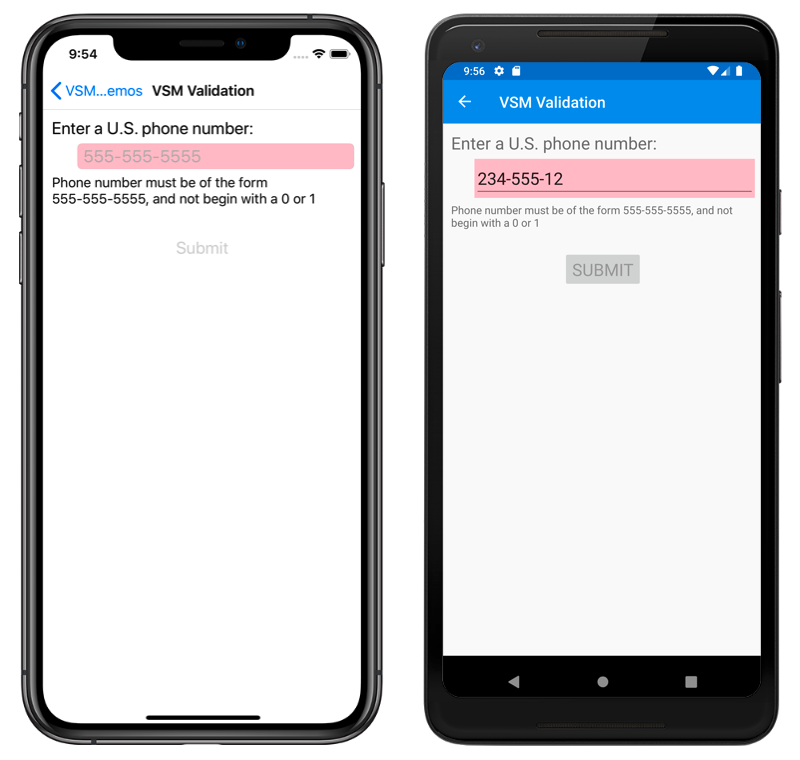 9:54
VSM...emos VSM Validation
Enter a U.S. phone number:
555-555-5555
Phone number must be of the form
555-555-5555, and not begin with a 0 or 1
Submit
9:56
VSM Validation
Enter a U.S. phone number:
234-555-12
Phone number must be of the form 555-555-5555, and not
begin with a 0 or 1
SUBMIT